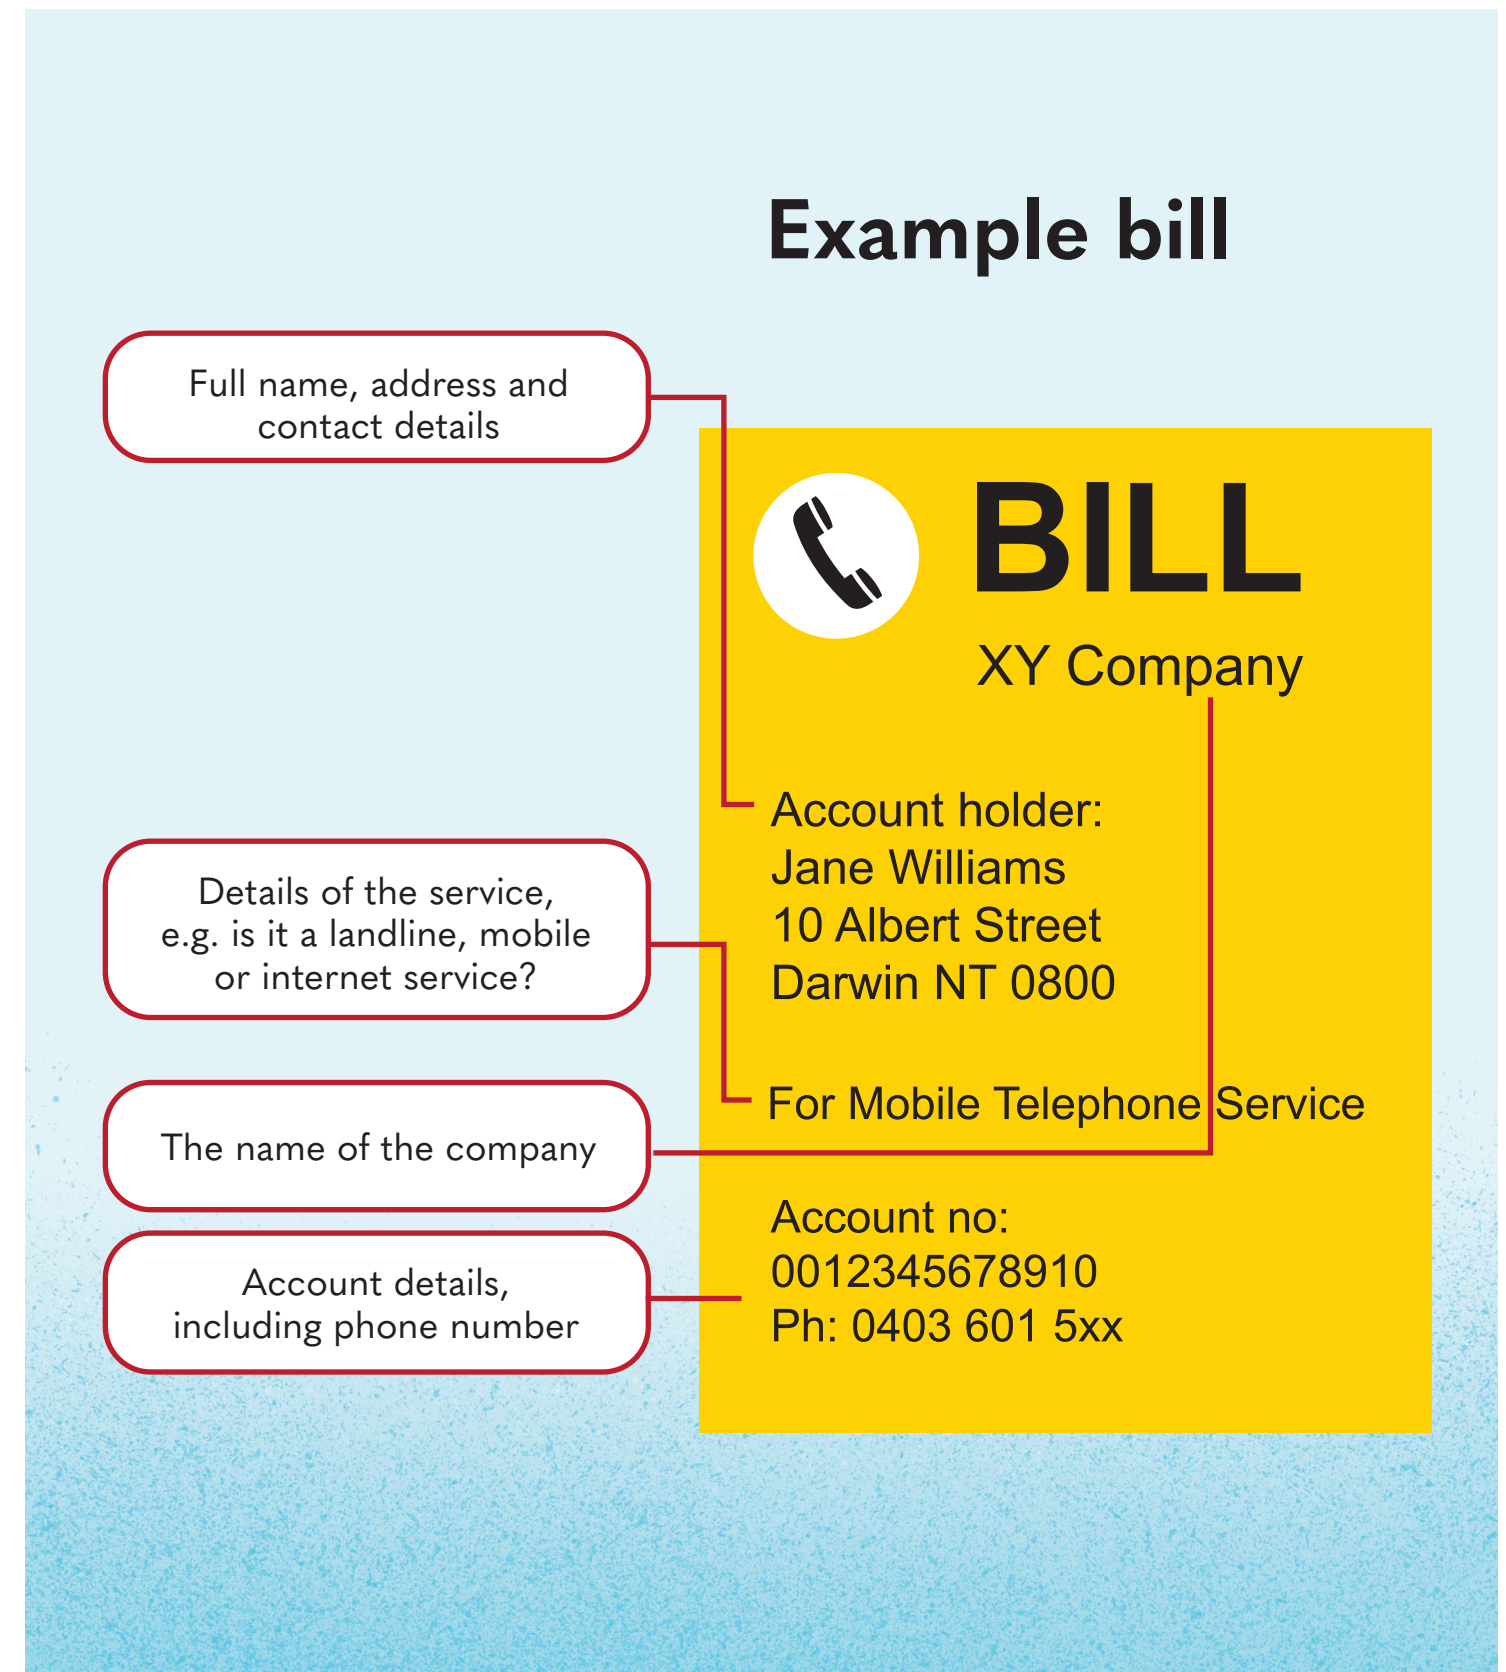 Example bill
Full name, address and
contact details
BILL
XY Company
Account holder:
Jane Williams
10 Albert Street
Darwin NT 0800
Details of the service,
e.g. is it a landline, mobile
or internet service?
For Mobile Telephone Service
The name of the company
Account no:
0012345678910
Ph: 0403 601 5xx
Account details,
including phone number